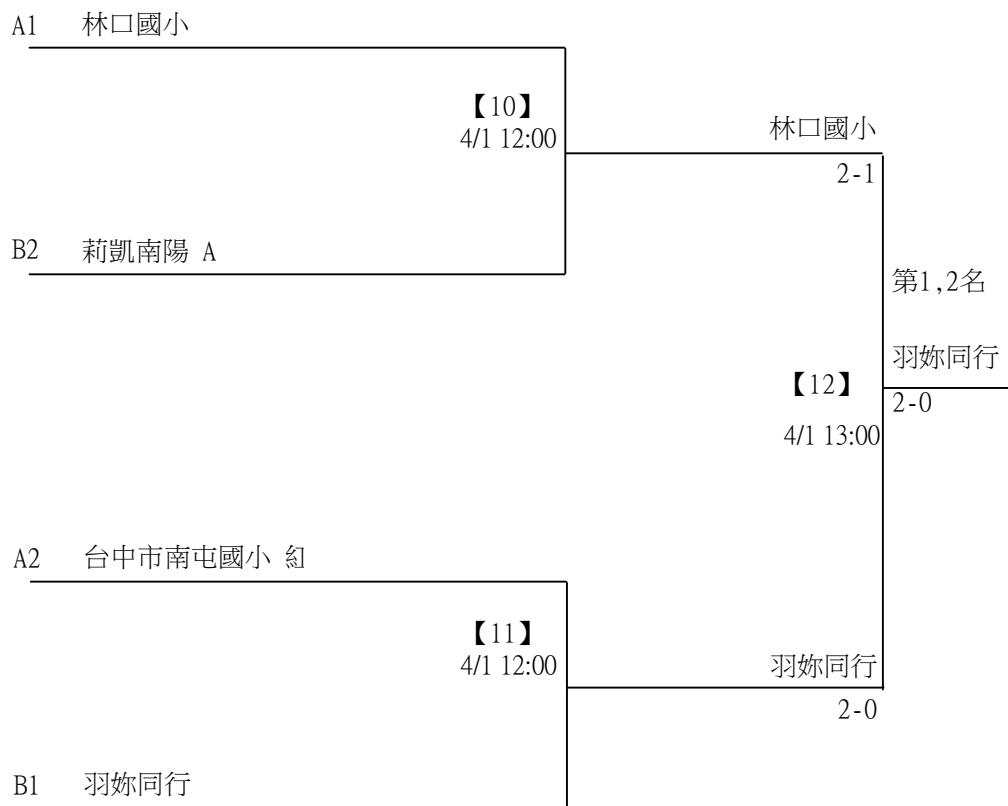 A1 林口國小
【10】
4/1 12:00
林口國小
2-1
B2 莉凱南陽 A
第1,2名
羽妳同行
【12】
2-0
4/1 13:00
A2 台中市南屯國小 紅
【11】
4/1 12:00
羽妳同行
2-0
B1 羽妳同行